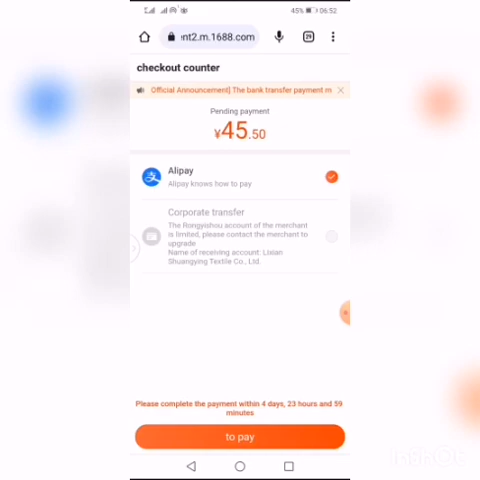 45% 06:52
ent2.m.1688.com 29
checkout counter
Official Announcement] The bank transfer payment m
Pending payment
¥45.50
Alipay
Alipay knows how to pay
Corporate transfer
The Rongyishou account of the merchant
is limited, please contact the merchant to
upgrade
Name of receiving account: Lixian
Shuangying Textile Co., Ltd.
Please complete the payment within 4 days, 23 hours and 59
minutes
to pay